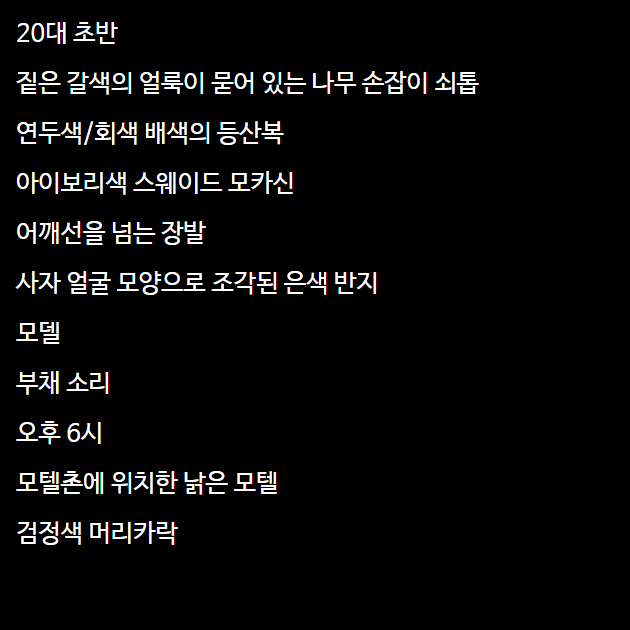 20대 초반
짙은 갈색의 얼룩이 묻어 있는 나무 손잡이 쇠톱
연두색/회색 배색의 등산복
아이보리색 스웨이드 모카신
어깨선을 넘는 장발
사자 얼굴 모양으로 조각된 은색 반지
모델
부채 소리
오후 6시
모텔촌에 위치한 낡은 모텔
검정색 머리카락